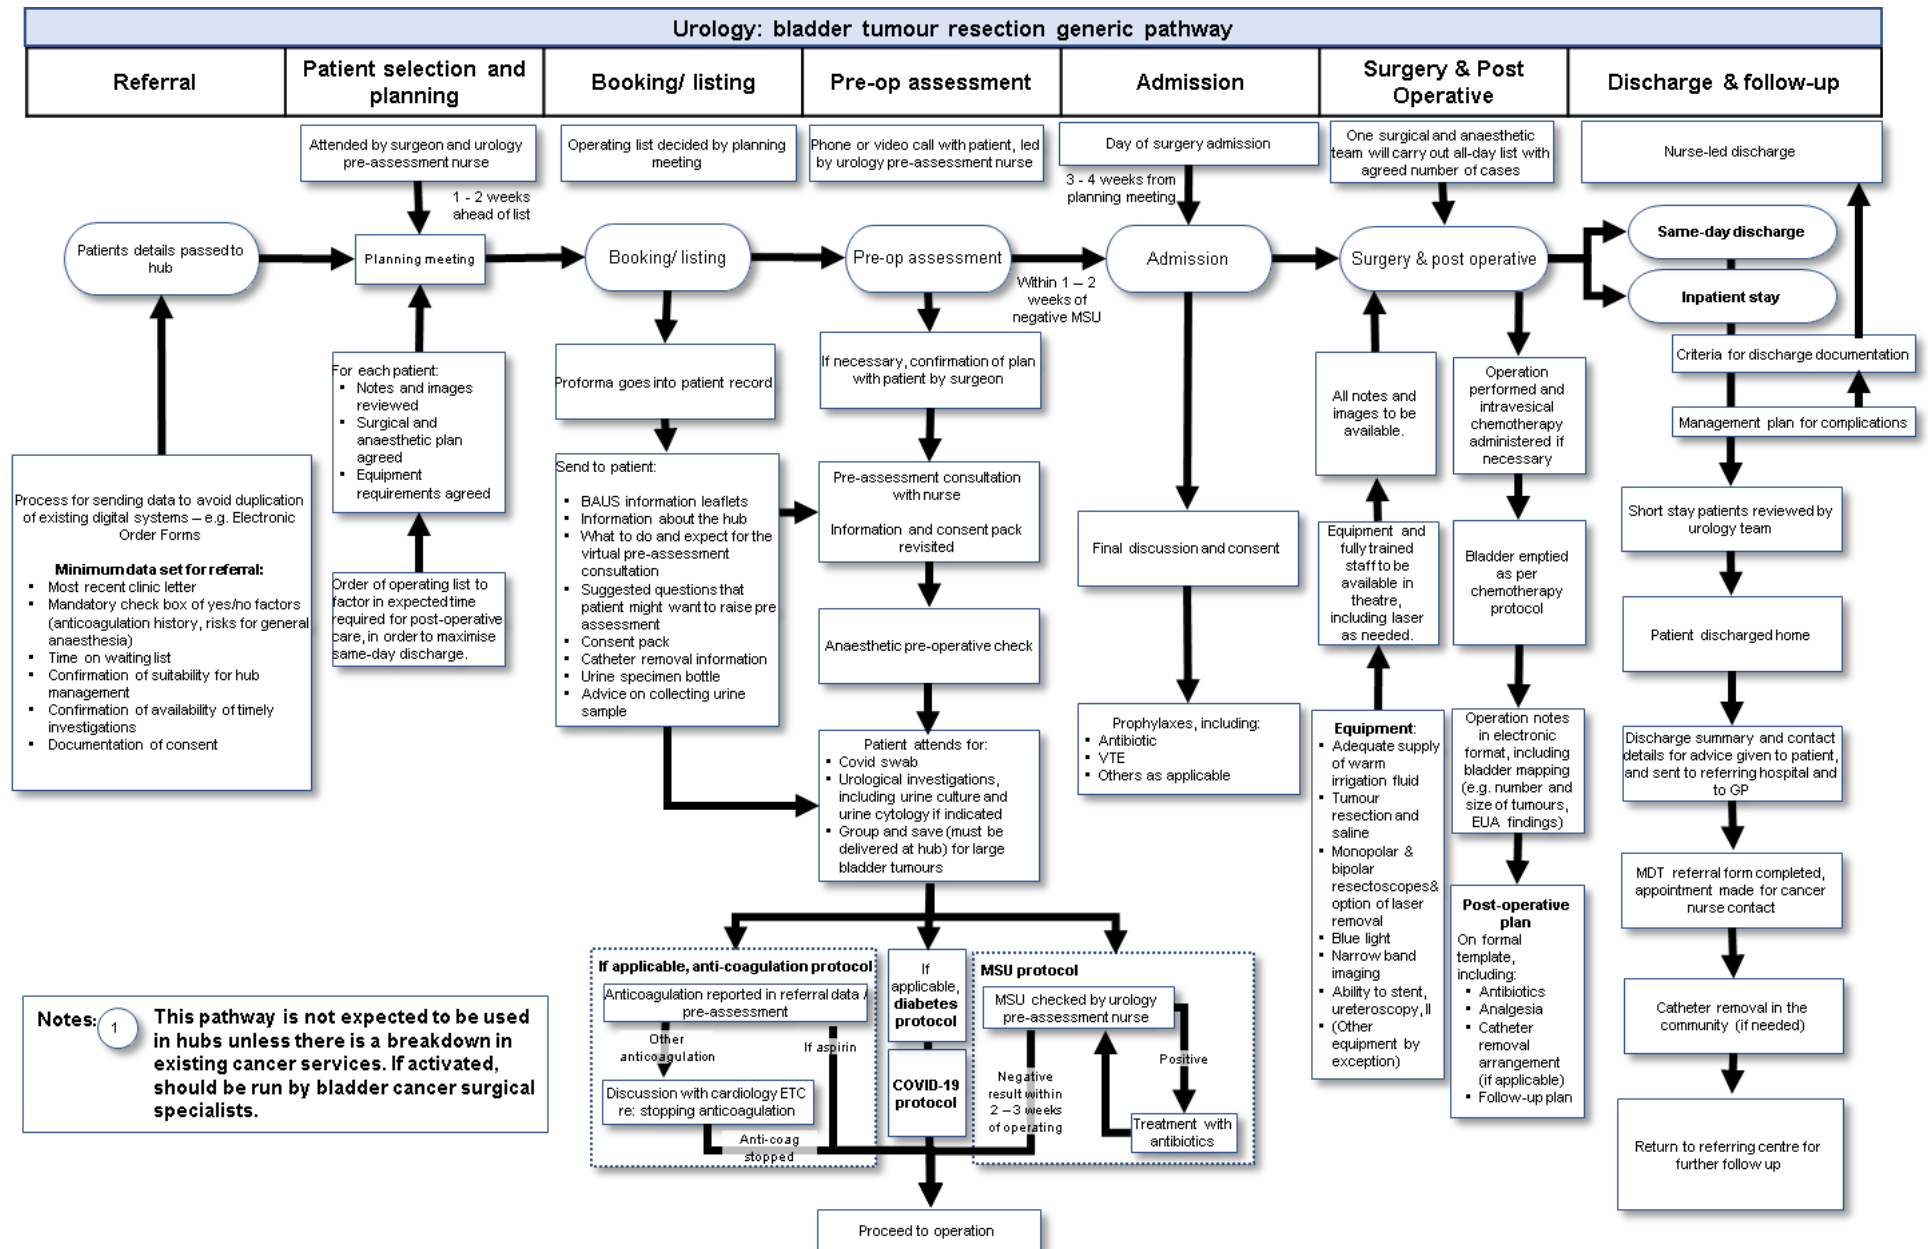 Urology: bladder tumour resection generic pathway
Referral
Patient selection and
planning
Booking/ listing
Pre-op assessment
Admission
Surgery & Post
Operative
Discharge & follow-up
Patients details passed to
hub
Process for sending data to avoid duplication
of existing digital systems – e.g. Electronic
Order Forms
Minimum data set for referral:
▪ Most recent clinic letter
▪ Mandatory check box of yes/no factors
(anticoagulation history, risks for general
anaesthesia)
▪ Time on waiting list
▪ Confirmation of suitability for hub
management
▪ Confirmation of availability of timely
investigations
▪ Documentation of consent
Attended by surgeon and urology
pre-assessment nurse
1 - 2 weeks
ahead of list
Planning meeting
For each patient:
▪ Notes and images
reviewed
▪ Surgical and
anaesthetic plan
agreed
▪ Equipment
requirements agreed
Order of operating list to
factor in expected time
required for post-operative
care, in order to maximise
same-day discharge.
Operating list decided by planning
meeting
Booking/ listing
Proforma goes into patient record
Send to patient:
▪ BAUS information leaflets
▪ Information about the hub
▪ What to do and expect for the
virtual pre-assessment
consultation
▪ Suggested questions that
patient might want to raise pre
assessment
▪ Consent pack
▪ Catheter removal information
▪ Urine specimen bottle
▪ Advice on collecting urine
sample
Phone or video call with patient, led
by urology pre-assessment nurse
Pre-op assessment
Within 1 – 2
weeks of
negative MSU
If necessary, confirmation of plan
with patient by surgeon
Pre-assessment consultation
with nurse
Information and consent pack
revisited
Anaesthetic pre-operative check
Patient attends for:
▪ Covid swab
▪ Urological investigations,
including urine culture and
urine cytology if indicated
▪ Group and save (must be
delivered at hub) for large
bladder tumours
If applicable, anti-coagulation protocol
Anticoagulation reported in referral data /
pre-assessment
Other
anticoagulation
If aspirin
Discussion with cardiology ETC
re: stopping anticoagulation
Anti-coag
stopped
If
applicable,
diabetes
protocol
COVID-19
protocol
MSU protocol
MSU checked by urology
pre-assessment nurse
Positive
Negative
result within
2 – 3 weeks
of operating
Treatment with
antibiotics
Proceed to operation
Day of surgery admission
3 - 4 weeks from
planning meeting
Admission
Final discussion and consent
Prophylaxes, including:
▪ Antibiotic
▪ VTE
▪ Others as applicable
One surgical and anaesthetic
team will carry out all-day list with
agreed number of cases
Surgery & post operative
All notes and
images to be
available.
Equipment and
fully trained
staff to be
available in
theatre,
including laser
as needed.
Equipment:
▪ Adequate supply
of warm
irrigation fluid
▪ Tumour
resection and
saline
▪ Monopolar &
bipolar
resectoscopes&
option of laser
removal
▪ Blue light
▪ Narrow band
imaging
▪ Ability to stent,
ureteroscopy, II
▪ (Other
equipment by
exception)
Operation
performed and
intravesical
chemotherapy
administered if
necessary
Bladder emptied
as per
chemotherapy
protocol
Operation notes
in electronic
format, including
bladder mapping
(e.g. number and
size of tumours,
EUA findings)
Post-operative
plan
On formal
template,
including:
▪ Antibiotics
▪ Analgesia
▪ Catheter
removal
arrangement
(if applicable)
▪ Follow-up plan
Nurse-led discharge
Same-day discharge
Inpatient stay
Criteria for discharge documentation
Management plan for complications
Short stay patients reviewed by
urology team
Patient discharged home
Discharge summary and contact
details for advice given to patient,
and sent to referring hospital and
to GP
MDT referral form completed,
appointment made for cancer
nurse contact
Catheter removal in the
community (if needed)
Return to referring centre for
further follow up
Notes: 1 This pathway is not expected to be used
in hubs unless there is a breakdown in
existing cancer services. If activated,
should be run by bladder cancer surgical
specialists.